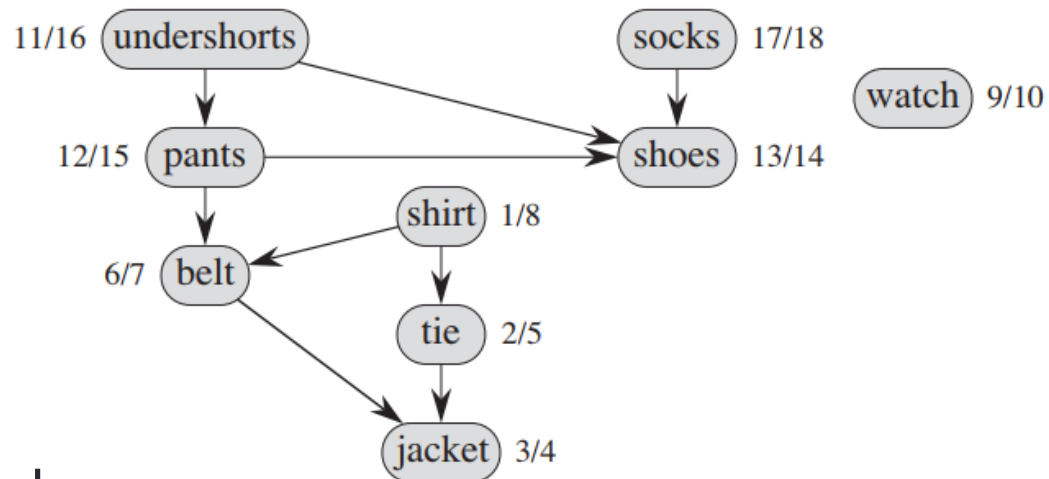 11/16 undershorts
socks 17/18
watch 9/10
12/15 pants
shoes 13/14
shirt 1/8
6/7 belt
tie 2/5
jacket 3/4